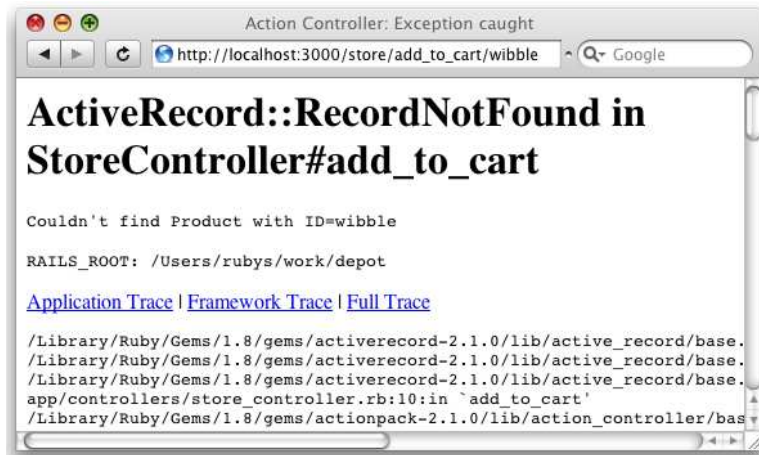 Action Controller: Exception caught
http://localhost:3000/store/add_to_cart/wibble
Google
ActiveRecord::RecordNotFound in
StoreController#add_to_cart
Couldn't find Product with ID=wibble
RAILS_ROOT: /Users/rubys/work/depot
Application Trace | Framework Trace | Full Trace
/Library/Ruby/Gems/1.8/gems/activerecord-2.1.0/lib/active_record/base.
/Library/Ruby/Gems/1.8/gems/activerecord-2.1.0/lib/active_record/base.
/Library/Ruby/Gems/1.8/gems/activerecord-2.1.0/lib/active_record/base.
app/controllers/store_controller.rb:10:in `add_to_cart'
/Library/Ruby/Gems/1.8/gems/actionpack-2.1.0/lib/action_controller/bas